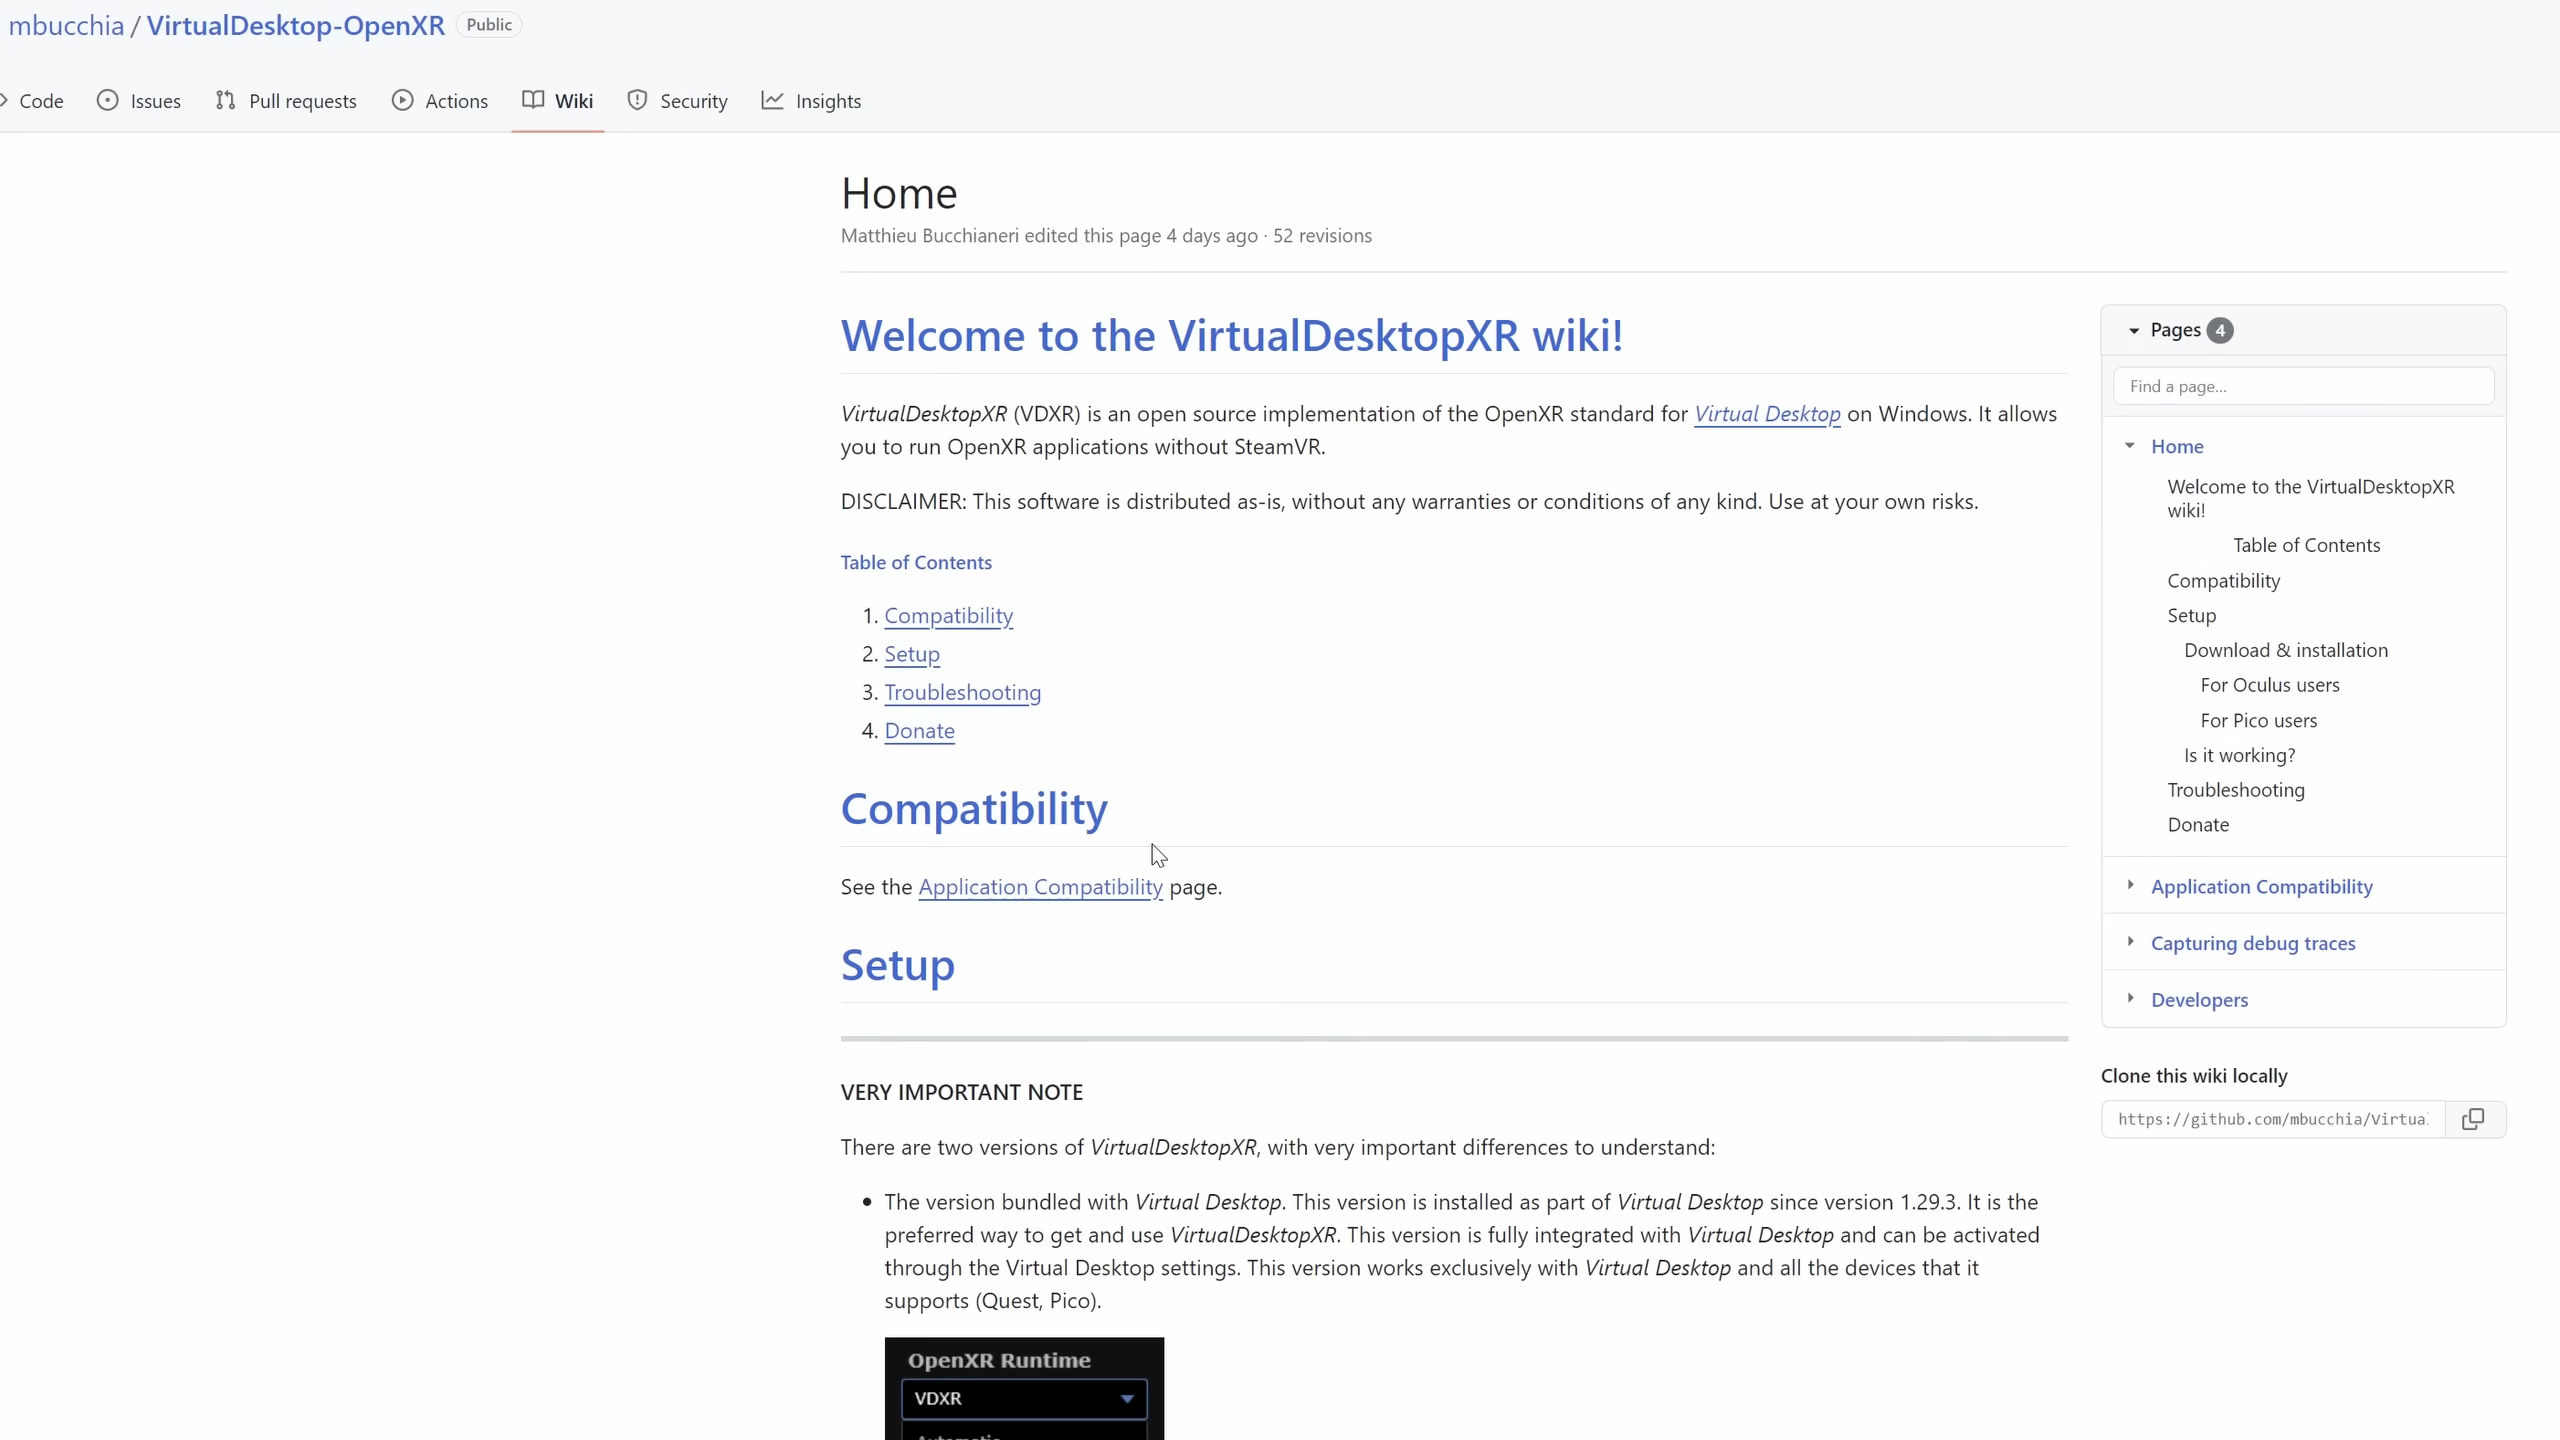 mbucchia / VirtualDesktop-OpenXR Public
Code Issues Pull requests Actions Wiki Security Insights
Home
Matthieu Bucchianeri edited this page 4 days ago · 52 revisions
Welcome to the VirtualDesktopXR wiki!
VirtualDesktopXR (VDXR) is an open source implementation of the OpenXR standard for Virtual Desktop on Windows. It allows
you to run OpenXR applications without SteamVR.
DISCLAIMER: This software is distributed as-is, without any warranties or conditions of any kind. Use at your own risks.
Table of Contents
1. Compatibility
2. Setup
3. Troubleshooting
4. Donate
Compatibility
See the Application Compatibility page.
Setup
VERY IMPORTANT NOTE
There are two versions of VirtualDesktopXR, with very important differences to understand:
• The version bundled with Virtual Desktop. This version is installed as part of Virtual Desktop since version 1.29.3. It is the
preferred way to get and use VirtualDesktopXR. This version is fully integrated with Virtual Desktop and can be activated
through the Virtual Desktop settings. This version works exclusively with Virtual Desktop and all the devices that it
supports (Quest, Pico).
OpenXR Runtime
VDXR
Automatic
Pages 4
Find a page...
Home
Welcome to the VirtualDesktopXR
wiki!
Table of Contents
Compatibility
Setup
Download & installation
For Oculus users
For Pico users
Is it working?
Troubleshooting
Donate
Application Compatibility
Capturing debug traces
Developers
Clone this wiki locally
https://github.com/mbucchia/Virtua